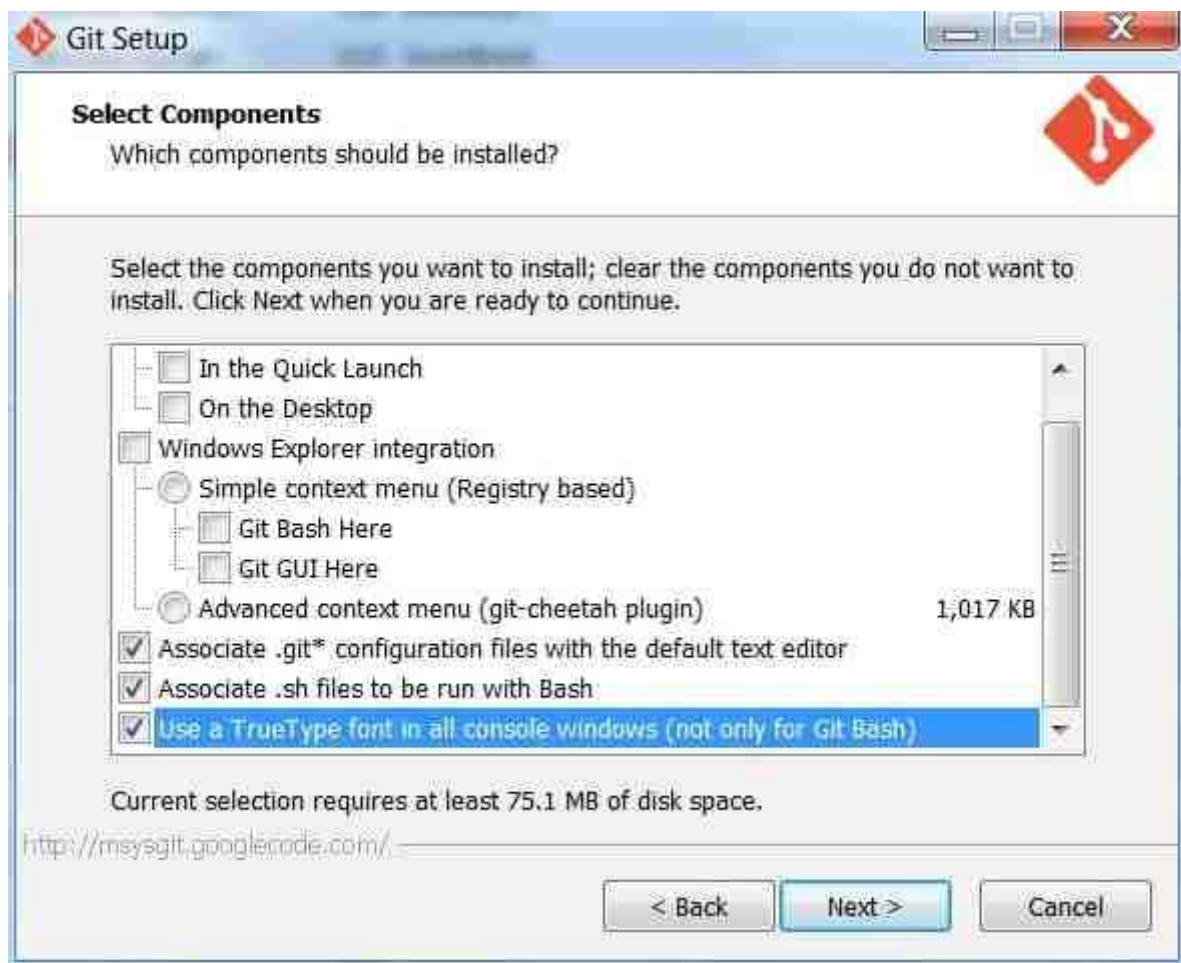 Git Setup
Select Components
Which components should be installed?
Select the components you want to install; clear the components you do not want to
install. Click Next when you are ready to continue.
In the Quick Launch
On the Desktop
Windows Explorer integration
Simple context menu (Registry based)
Git Bash Here
Git GUI Here
Advanced context menu (git-cheetah plugin) 1,017 KB
Associate .git* configuration files with the default text editor
Associate .sh files to be run with Bash
Use a TrueType font in all console windows (not only for Git Bash)
Current selection requires at least 75.1 MB of disk space.
http://msysgit.googlecode.com/
< Back Next > Cancel